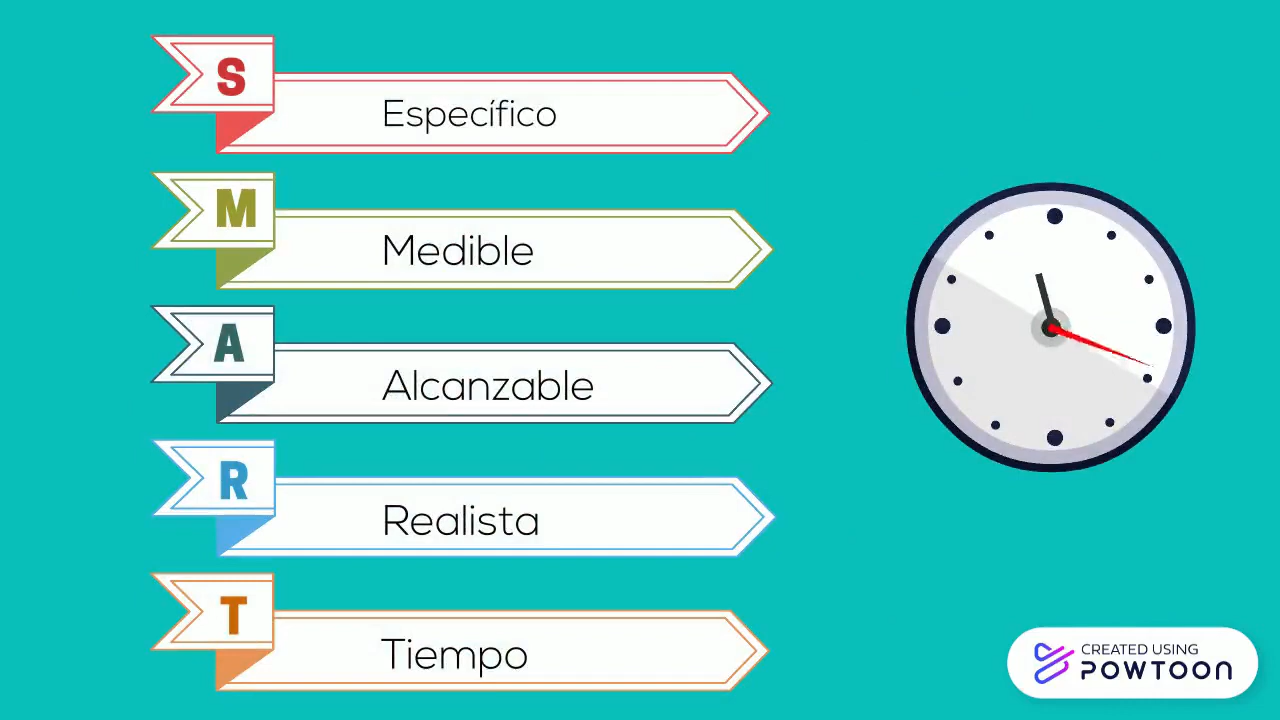 S
Específico
M
Medible
A
Alcanzable
R
Realista
T
Tiempo
CREATED USING
POWTOON